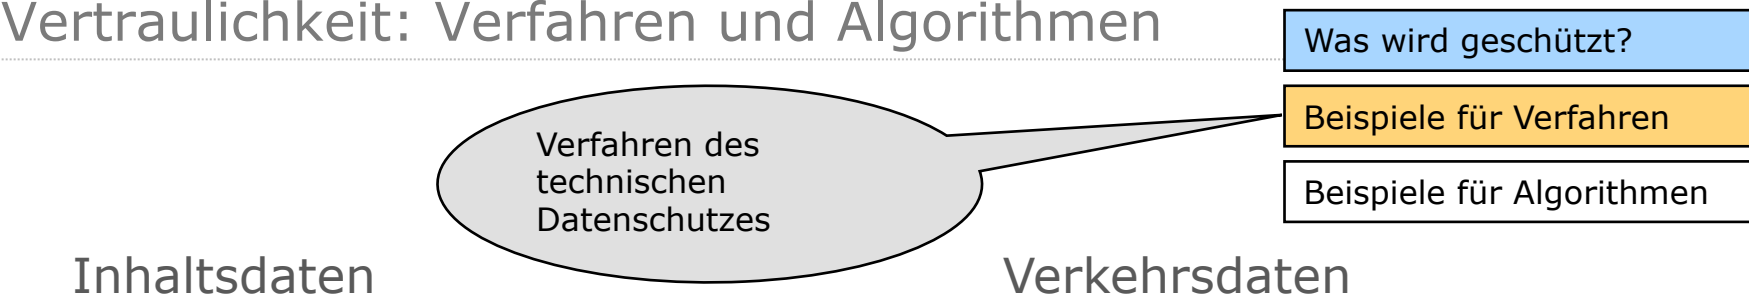 Vertraulichkeit: Verfahren und Algorithmen
Was wird geschützt?
Beispiele für Verfahren
Beispiele für Algorithmen
Verfahren des
technischen
Datenschutzes
Inhaltsdaten
Verkehrsdaten